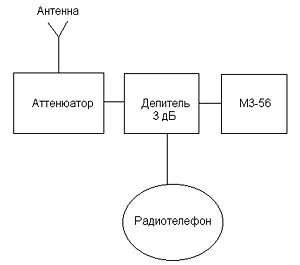 Антенна
Аттенюатор
Делитель
3 дБ
М3-56
Радиотелефон